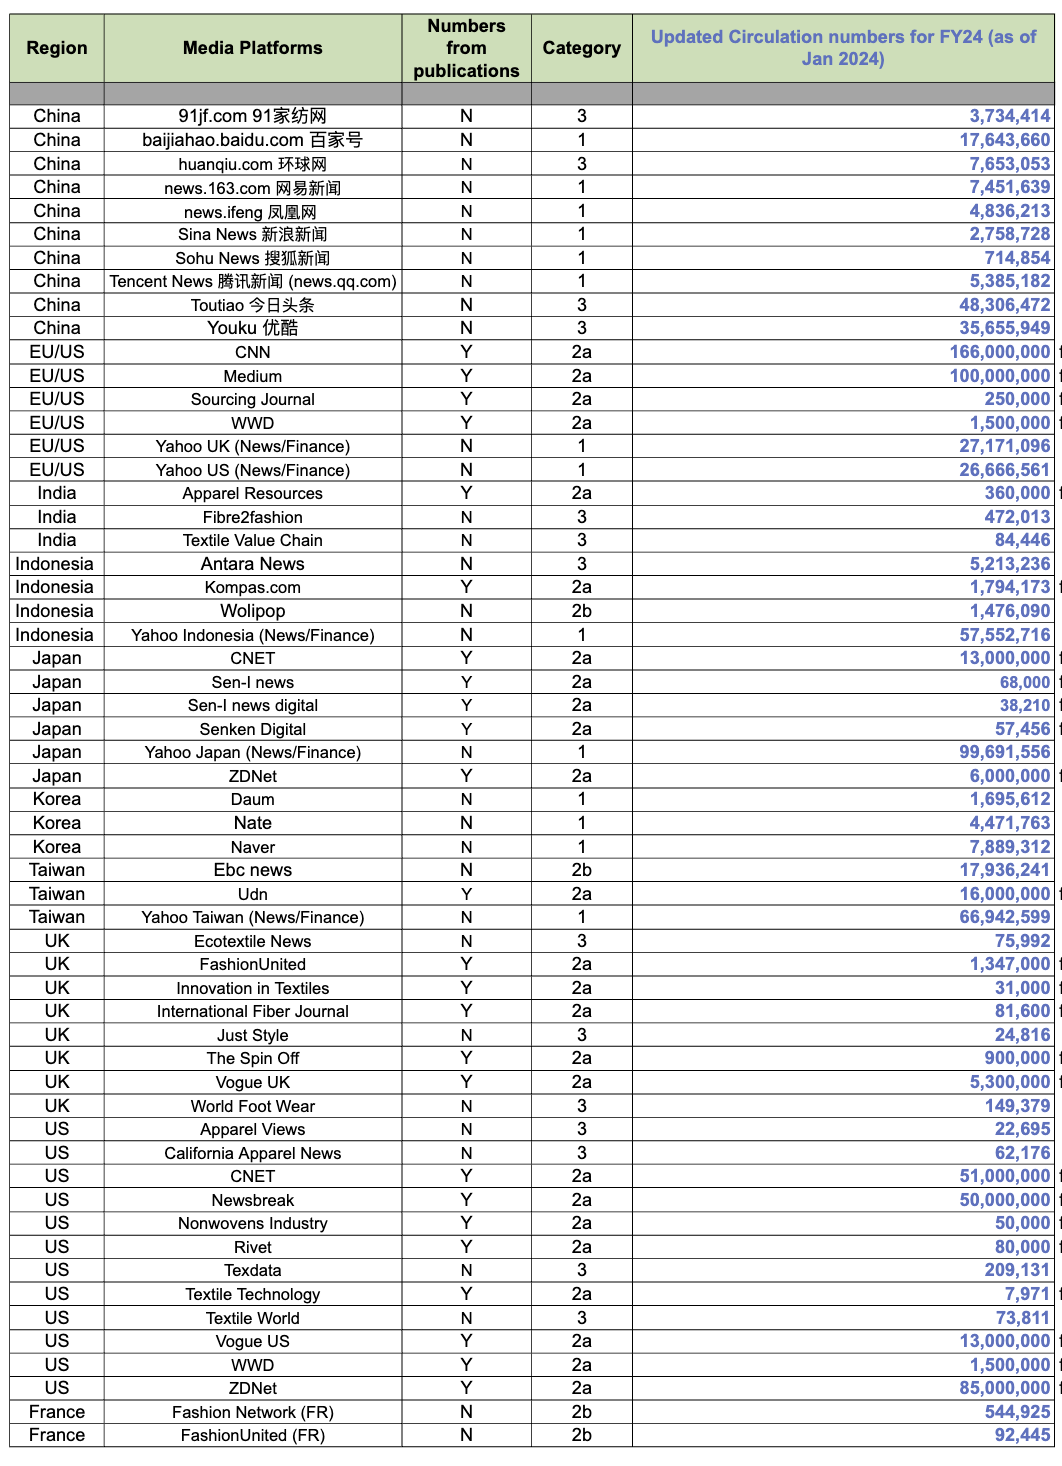 Region Media Platforms Numbers from publications Category Updated Circulation numbers for FY24 (as of Jan 2024)
China 91jf.com 91家纺网 N 3 3,734,414
China baijiahao.baidu.com 百家号 N 1 17,643,660
China huanqiu.com 环球网 N 3 7,653,053
China news.163.com 网易新闻 N 1 7,451,639
China news.ifeng 凤凰网 N 1 4,836,213
China Sina News 新浪新闻 N 1 2,758,728
China Sohu News 搜狐新闻 N 1 714,854
China Tencent News 腾讯新闻 (news.qq.com) N 1 5,385,182
China Toutiao 今日头条 N 3 48,306,472
China Youku 优酷 N 3 35,655,949
EU/US CNN Y 2a 166,000,000
EU/US Medium Y 2a 100,000,000
EU/US Sourcing Journal Y 2a 250,000
EU/US WWD Y 2a 1,500,000
EU/US Yahoo UK (News/Finance) N 1 27,171,096
EU/US Yahoo US (News/Finance) N 1 26,666,561
India Apparel Resources Y 2a 360,000
India Fibre2fashion N 3 472,013
India Textile Value Chain N 3 84,446
Indonesia Antara News N 3 5,213,236
Indonesia Kompas.com Y 2a 1,794,173
Indonesia Wolipop N 2b 1,476,090
Indonesia Yahoo Indonesia (News/Finance) N 1 57,552,716
Japan CNET Y 2a 13,000,000
Japan Sen-I news Y 2a 68,000
Japan Sen-I news digital Y 2a 38,210
Japan Senken Digital Y 2a 57,456
Japan Yahoo Japan (News/Finance) N 1 99,691,556
Japan ZDNet Y 2a 6,000,000
Korea Daum N 1 1,695,612
Korea Nate N 1 4,471,763
Korea Naver N 1 7,889,312
Taiwan Ebc news N 2b 17,936,241
Taiwan Udn Y 2a 16,000,000
Taiwan Yahoo Taiwan (News/Finance) N 1 66,942,599
UK Ecotextile News N 3 75,992
UK FashionUnited Y 2a 1,347,000
UK Innovation in Textiles Y 2a 31,000
UK International Fiber Journal Y 2a 81,600
UK Just Style N 3 24,816
UK The Spin Off Y 2a 900,000
UK Vogue UK Y 2a 5,300,000
UK World Foot Wear N 3 149,379
US Apparel Views N 3 22,695
US California Apparel News N 3 62,176
US CNET Y 2a 51,000,000
US Newsbreak Y 2a 50,000,000
US Nonwovens Industry Y 2a 50,000
US Rivet Y 2a 80,000
US Texdata N 3 209,131
US Textile Technology Y 2a 7,971
US Textile World N 3 73,811
US Vogue US Y 2a 13,000,000
US WWD Y 2a 1,500,000
US ZDNet Y 2a 85,000,000
France Fashion Network (FR) N 2b 544,925
France FashionUnited (FR) N 2b 92,445